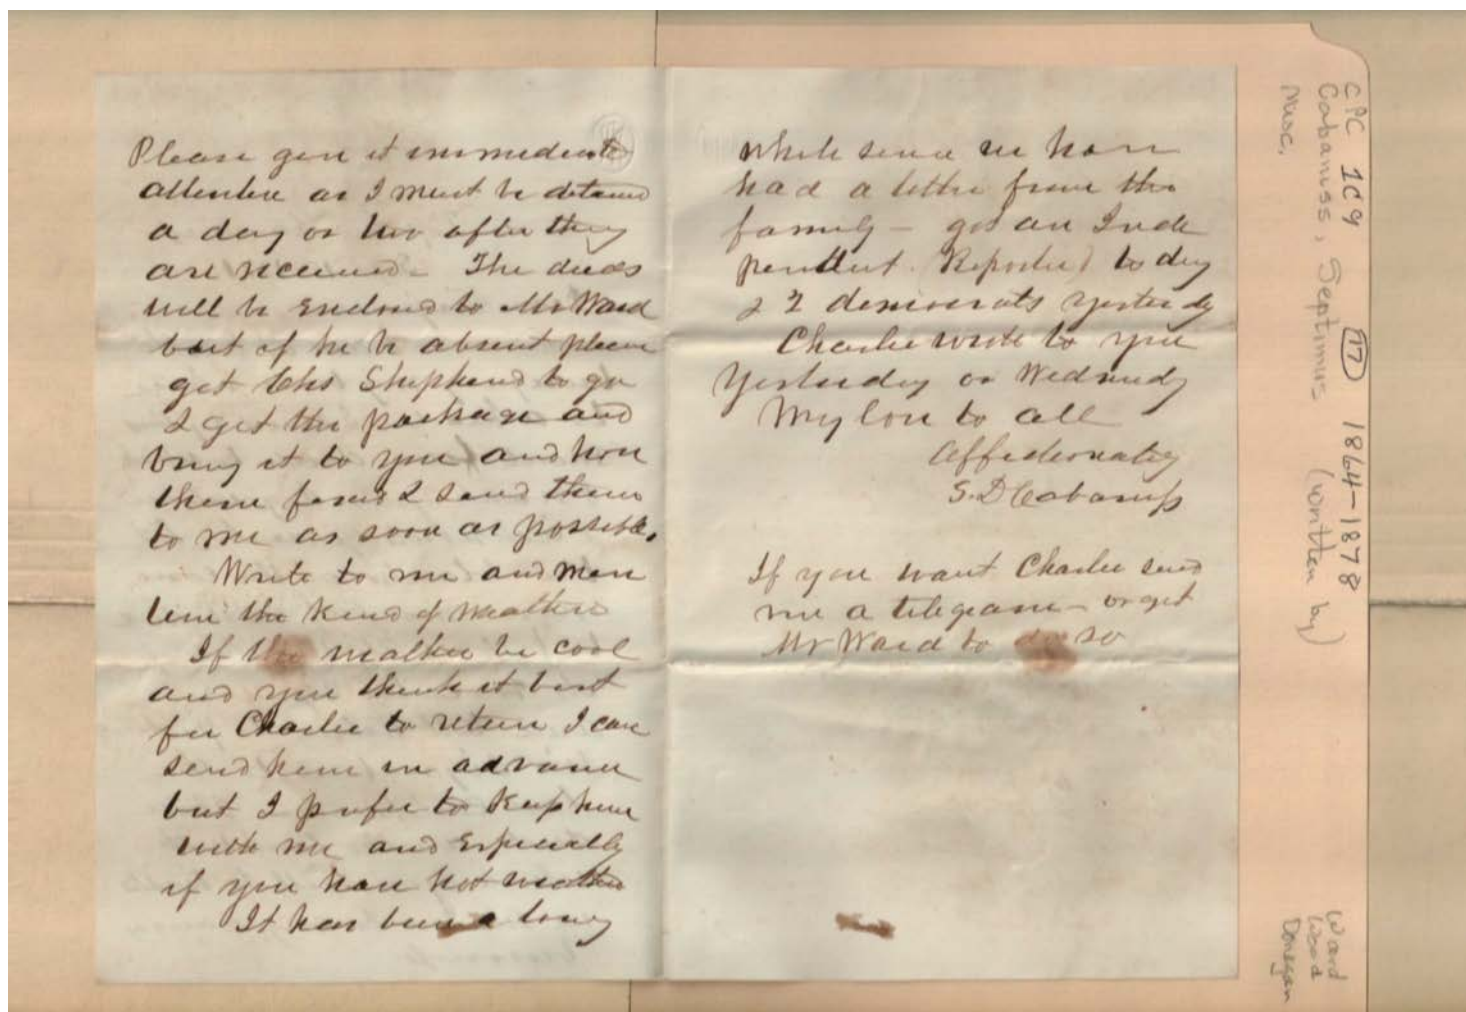 Please give it immediate
attention as I must be detained
a day or two after they
are received - The deeds
will be enclosed to Mr Ward
but if he be absent please
get Shepherd to go
& get the package and
bring it to you and have
them & send them
to me as soon as possible.
Write to me and
the kind of weather
If the weather be cool
and you think it best
for Charlie to return I can
send him in advance
but I prefer to keep him
with me and especially
if you have hot weather
It has been a long
while since we have
had a letter from the
family - got an Inde
pendent. Reported to day
22 democrats yesterdy
Charlie wrote to you
Yesterday or Wednesdy
My love to all
Affectionately
S. D Cabaniss
If you want Charlie send
me a telegram - or get
Mr Ward to do so
CPC 109 17 1864-1878
Cabaniss, Septimus (written by)
Misc.
Ward
Wood
Donegan